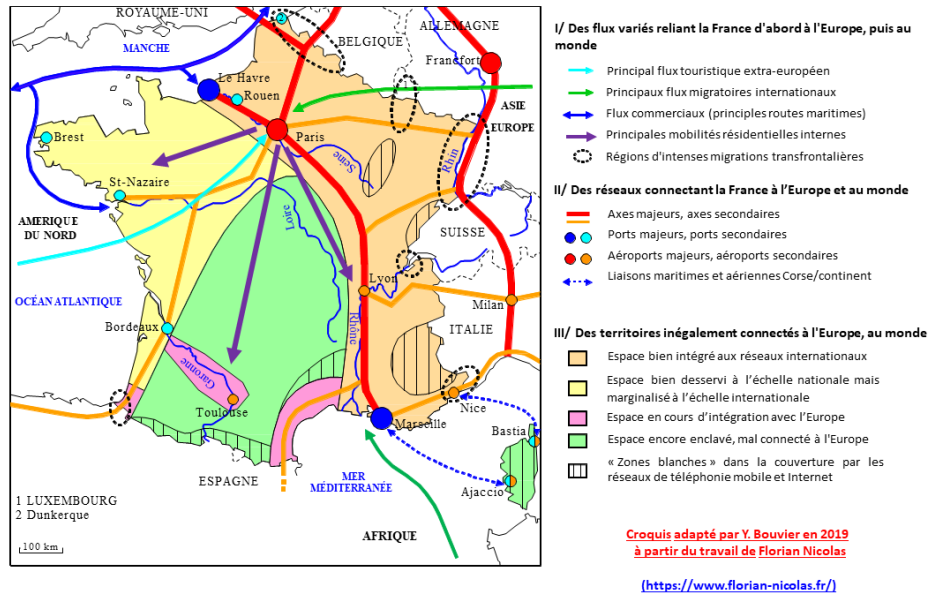 ROYAUME-UNI
2
ALLEMAGNE
MANCHE
BELGIQUE
Francfort
Le Havre
Rouen
ASIE
EUROPE
Brest
Paris
Seine
Rhin
St-Nazaire
Loire
AMERIQUE
DU NORD
SUISSE
Lyon
OCÉAN ATLANTIQUE
Milan
Bordeaux
Rhône
ITALIE
Garonne
Toulouse
Nice
Marseille
Bastia
ESPAGNE
MER
MÉDITERRANÉE
Ajaccio
1 LUXEMBOURG
2 Dunkerque
AFRIQUE
100 km
I/ Des flux variés reliant la France d'abord à l'Europe, puis au
monde
Principal flux touristique extra-européen
Principaux flux migratoires internationaux
Flux commerciaux (principles routes maritimes)
Principales mobilités résidentielles internes
Régions d'intenses migrations transfrontalières
II/ Des réseaux connectant la France à l'Europe et au monde
Axes majeurs, axes secondaires
Ports majeurs, ports secondaires
Aéroports majeurs, aéroports secondaires
Liaisons maritimes et aériennes Corse/continent
III/ Des territoires inégalement connectés à l'Europe, au monde
Espace bien intégré aux réseaux internationaux
Espace bien desservi à l'échelle nationale mais
marginalisé à l'échelle internationale
Espace en cours d'intégration avec l'Europe
Espace encore enclavé, mal connecté à l'Europe
« Zones blanches » dans la couverture par les
réseaux de téléphonie mobile et Internet
Croquis adapté par Y. Bouvier en 2019
à partir du travail de Florian Nicolas
(https://www.florian-nicolas.fr/)